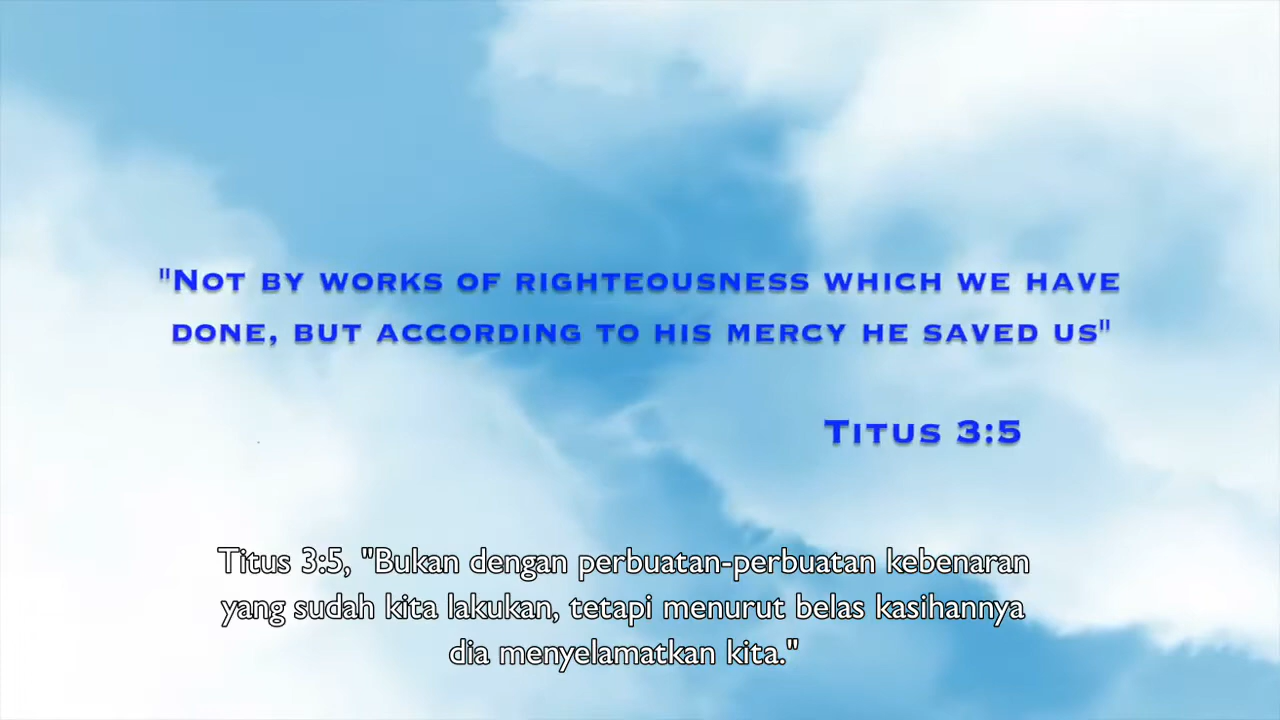 "Not by works of righteousness which we have
done, but according to his mercy he saved us"
Titus 3:5
Titus 3:5, "Bukan dengan perbuatan-perbuatan kebenaran
yang sudah kita lakukan, tetapi menurut belas kasihannya
dia menyelamatkan kita."